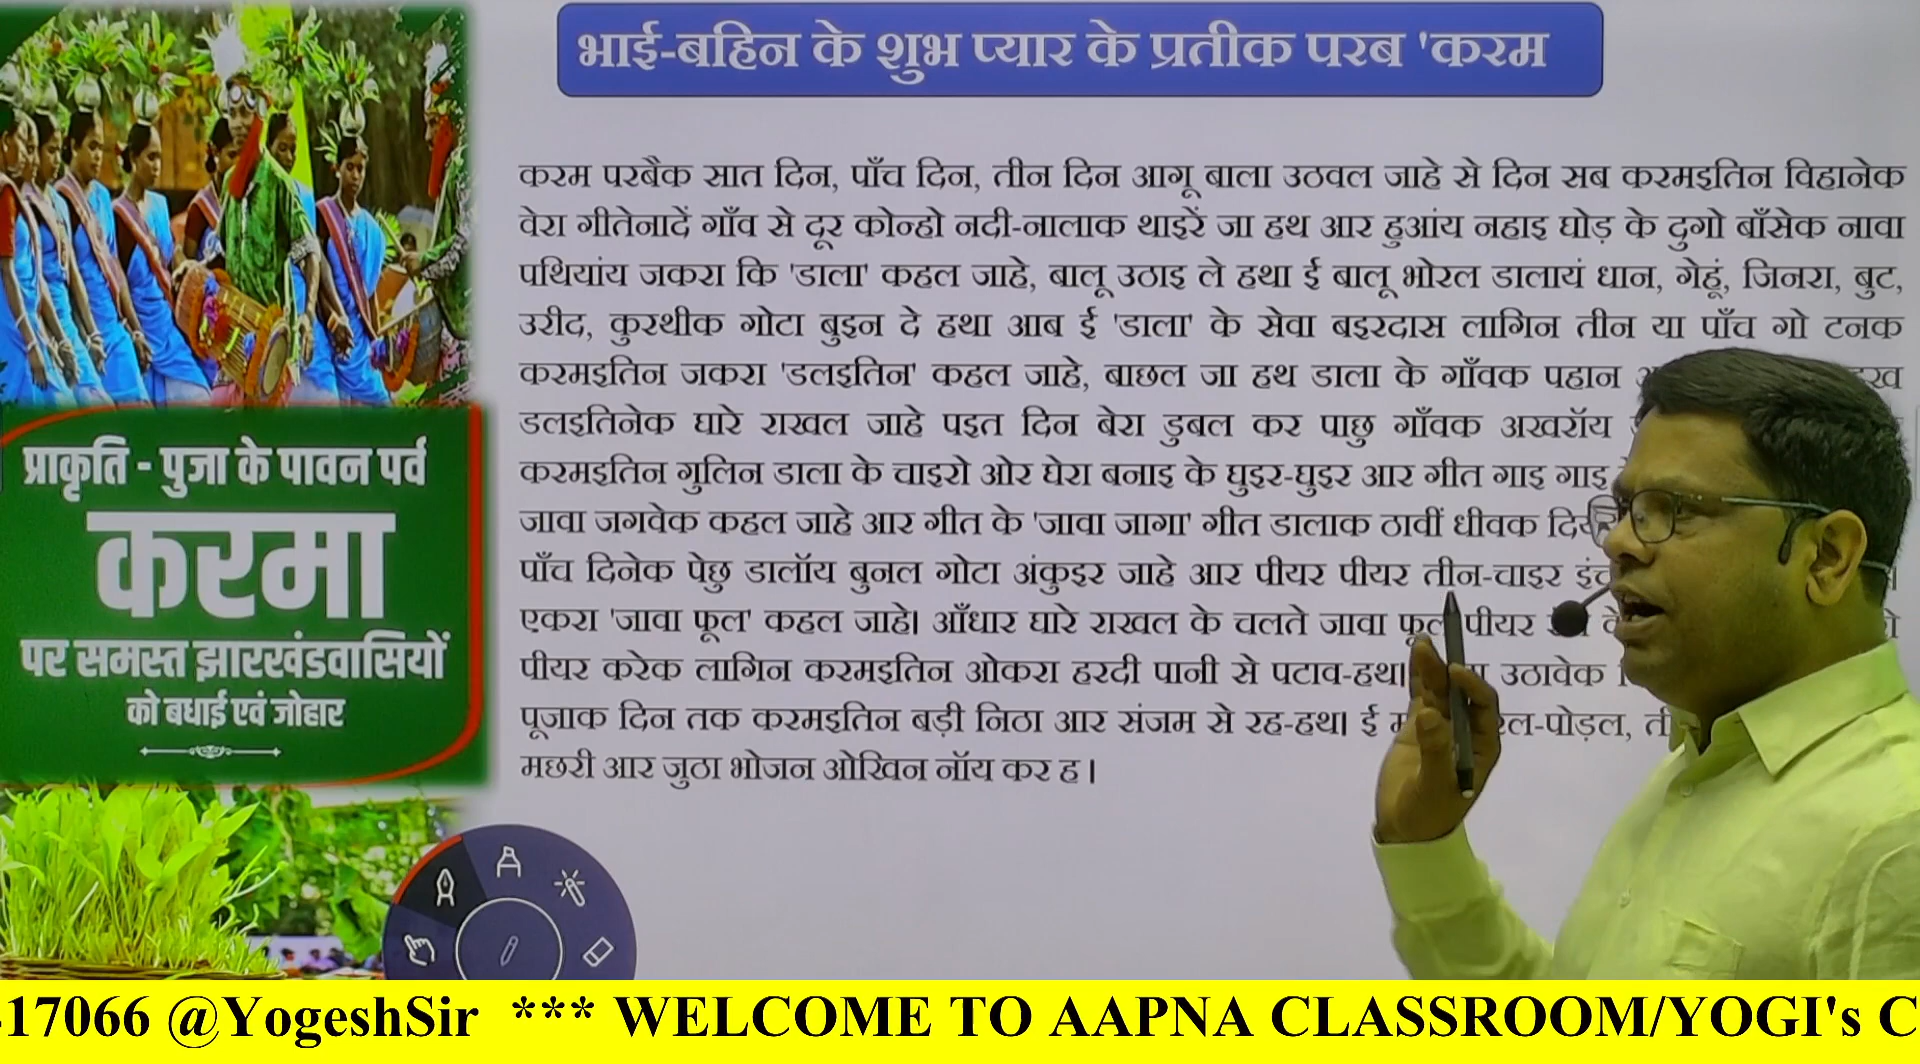 भाई-बहिन के शुभ प्यार के प्रतीक परब 'करम
करम परबैक सात दिन, पाँच दिन, तीन दिन आगू बाला उठवल जाहे से दिन सब करमइतिन विहानेक
वेरा गीतेनादें गाँव से दूर कोन्हो नदी-नालाक थाइरें जा हथ आर हुआंय नहाइ घोड़ के दुगो बाँसेक नावा
पथियांय जकरा कि 'डाला' कहल जाहे, बालू उठाइ ले हथा ई बालू भोरल डालायं धान, गेहूं, जिनरा, बुट,
उरीद, कुरथीक गोटा बुइन दे हथा आब ई 'डाला' के सेवा बइरदास लागिन तीन या पाँच गो टनक
करमइतिन जकरा 'डलइतिन' कहल जाहे, बाछल जा हथ डाला के गाँवक पहान
डलइतिनेक घारे राखल जाहे पइत दिन बेरा डुबल कर पाछु गाँवक अखरॉय
करमइतिन गुलिन डाला के चाइरो ओर घेरा बनाइ के घुइर-घुइर आर गीत गाइ गाइ
जावा जगवेक कहल जाहे आर गीत के 'जावा जागा' गीत डालाक ठावीं धीवक
पाँच दिनेक पेछु डालॉय बुनल गोटा अंकुइर जाहे आर पीयर पीयर तीन-चाइर इंच
एकरा 'जावा फूल' कहल जाहे। आँधार घारे राखल के चलते जावा फूल पीयर
पीयर करेक लागिन करमइतिन ओकरा हरदी पानी से पटाव-हथ। उठावेक
पूजाक दिन तक करमइतिन बड़ी निठा आर संजम से रह-हथ। ई
मछरी आर जुठा भोजन ओखिन नॉय कर ह।
प्राकृति - पुजा के पावन पर्व
करमा
पर समस्त झारखंडवासियों
को बधाई एवं जोहार
17066 @YogeshSir *** WELCOME TO AAPNA CLASSROOM/YOGI's C